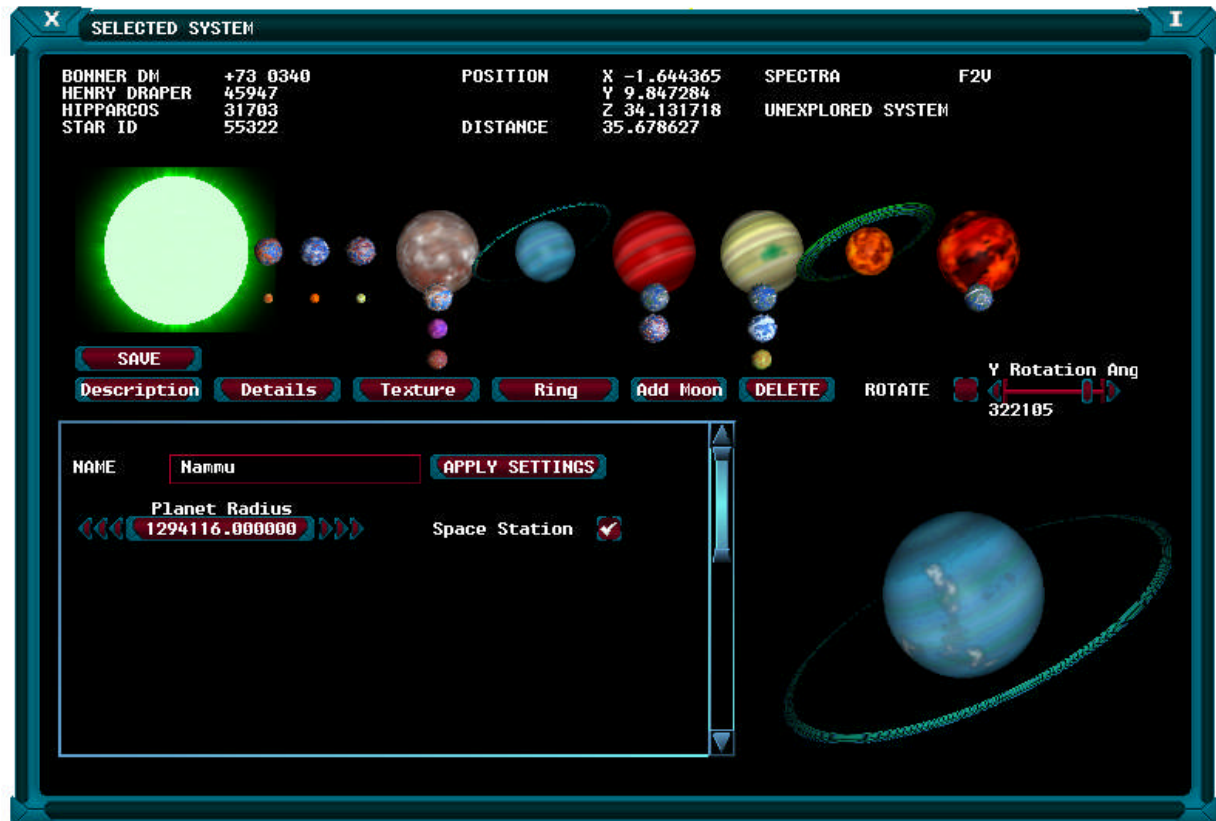 X SELECTED SYSTEM I
BONNER DM +73 0340 POSITION X -1.644365 SPECTRA F2V
HENRY DRAPER 45947 Y 9.847284
HIPPARCOS 31703 Z 34.131718 UNEXPLORED SYSTEM
STAR ID 55322 DISTANCE 35.678627
SAVE
Y Rotation Ang
Description Details Texture Ring Add Moon DELETE ROTATE
322105
NAME Nammu APPLY SETTINGS
Planet Radius
1294116.000000 Space Station